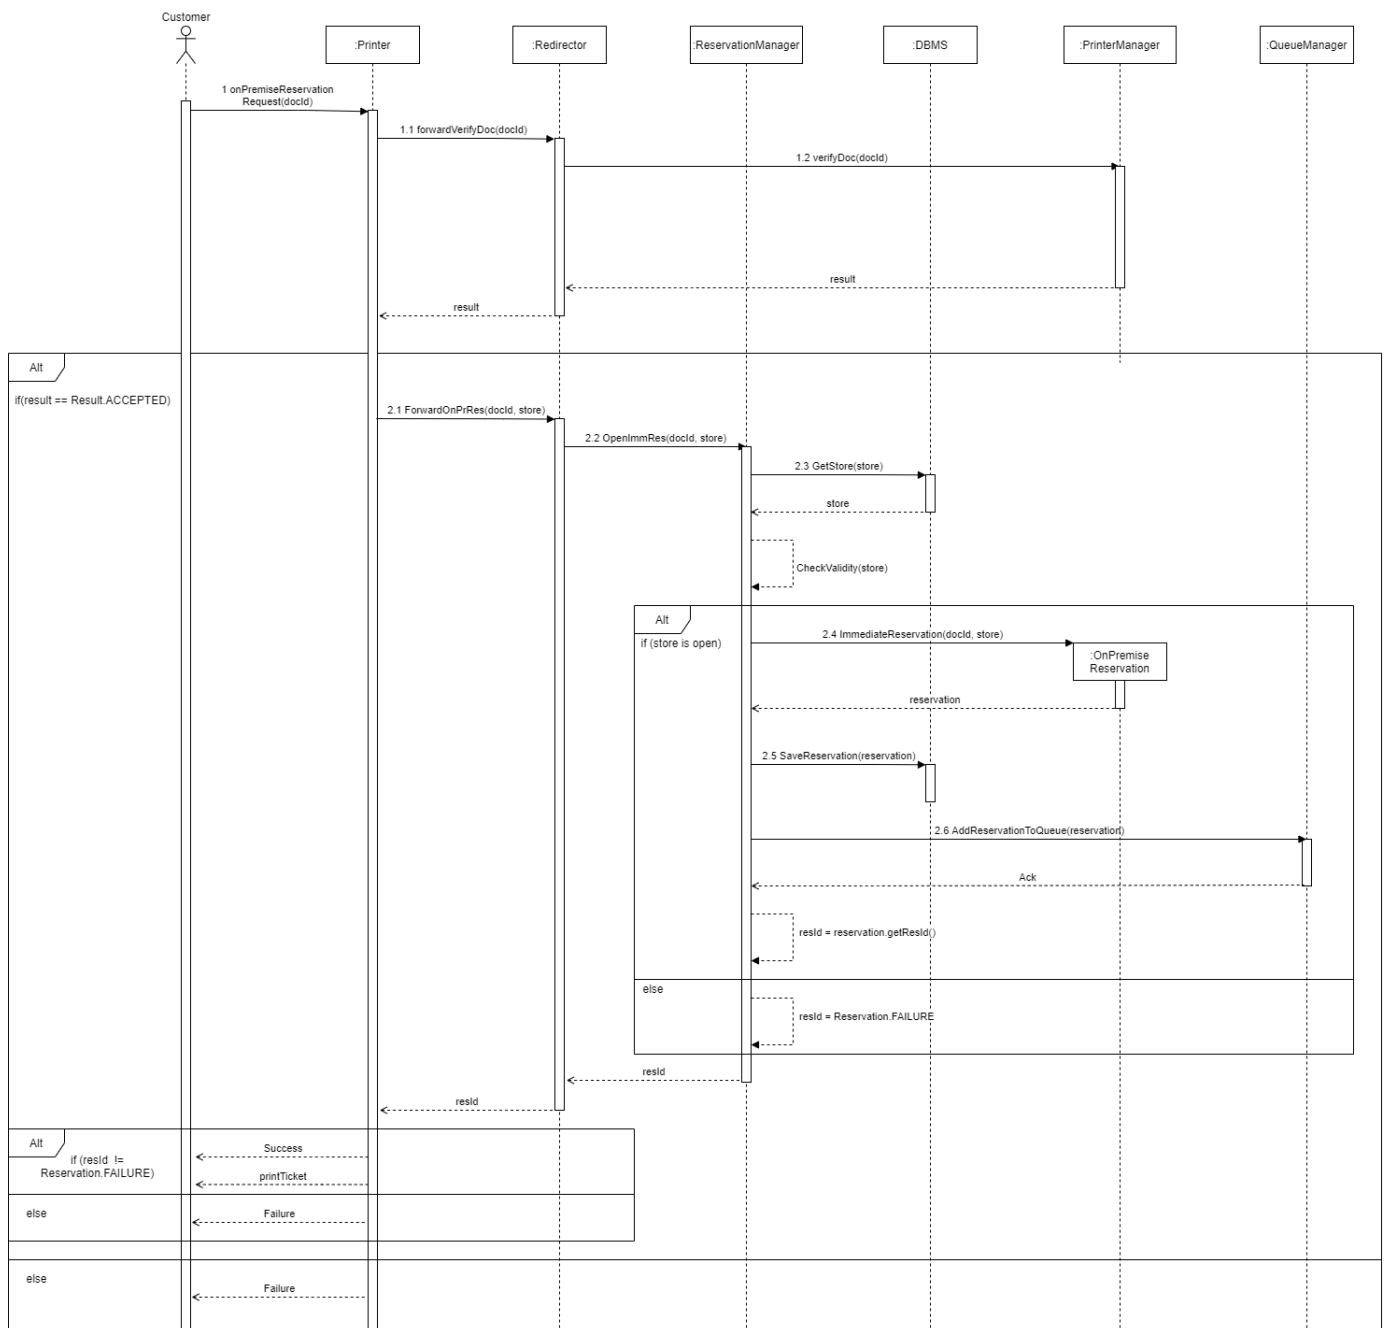 Customer
:Printer
:Redirector
:ReservationManager
:DBMS
:PrinterManager
:QueueManager
1 onPremiseReservation
Request(docId)
1.1 forwardVerifyDoc(docId)
1.2 verifyDoc(docId)
result
result
Alt
if(result == Result.ACCEPTED)
2.1 ForwardOnPrRes(docId, store)
2.2 OpenImmRes(docId, store)
2.3 GetStore(store)
store
CheckValidity(store)
Alt
if (store is open)
2.4 ImmediateReservation(docId, store)
:OnPremise
Reservation
reservation
2.5 SaveReservation(reservation)
2.6 AddReservationToQueue(reservation)
Ack
resId = reservation.getResId()
else
resId = Reservation.FAILURE
resId
resId
Alt
if (resId !=
Reservation.FAILURE)
Success
printTicket
else
Failure
else
Failure